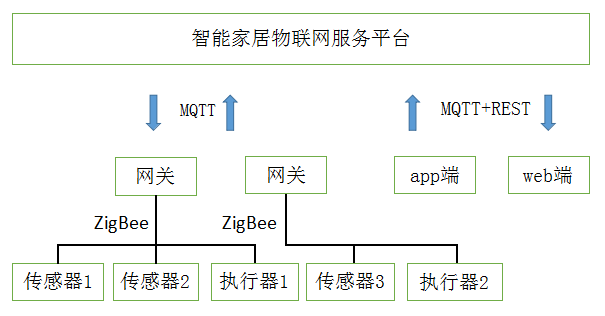 智能家居物联网服务平台
MQTT
MQTT+REST
网关
网关
app端
web端
ZigBee
ZigBee
传感器1
传感器2
执行器1
传感器3
执行器2